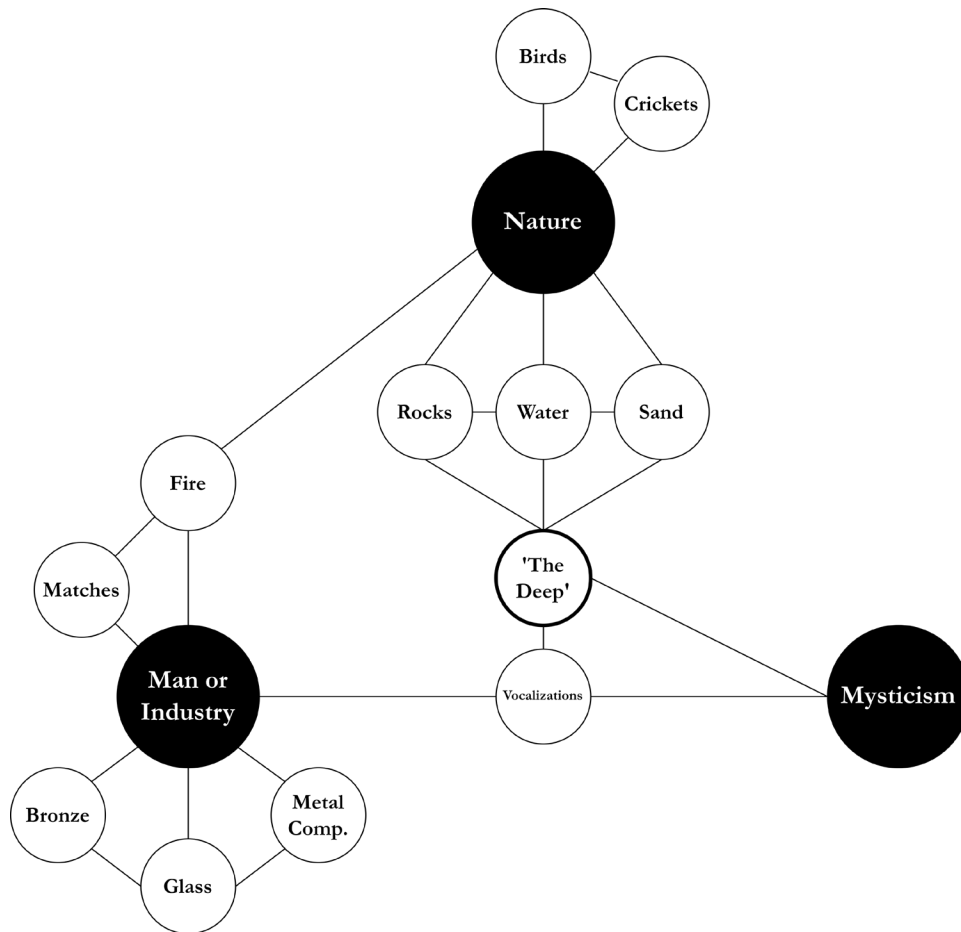 Birds
Crickets
Nature
Rocks
Water
Sand
Fire
'The
Deep'
Matches
Man or
Industry
Vocalizations
Mysticism
Bronze
Metal
Comp.
Glass